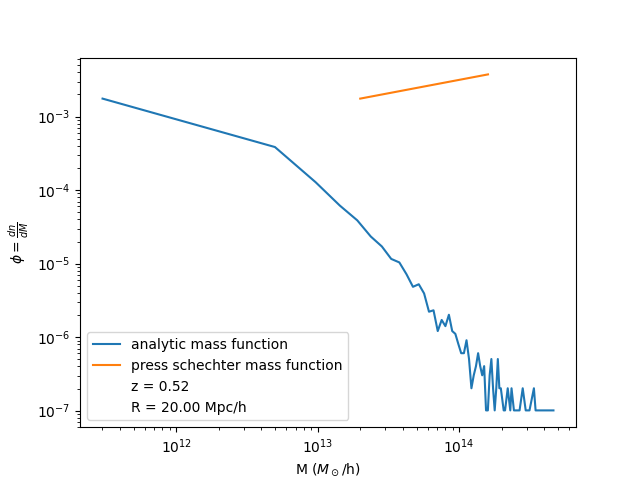 10⁻³
10⁻⁴
10⁻⁵
10⁻⁶
10⁻⁷
ϕ = dn/dM
analytic mass function
press schechter mass function
z = 0.52
R = 20.00 Mpc/h
10¹² 10¹³ 10¹⁴
M (M⊙/h)